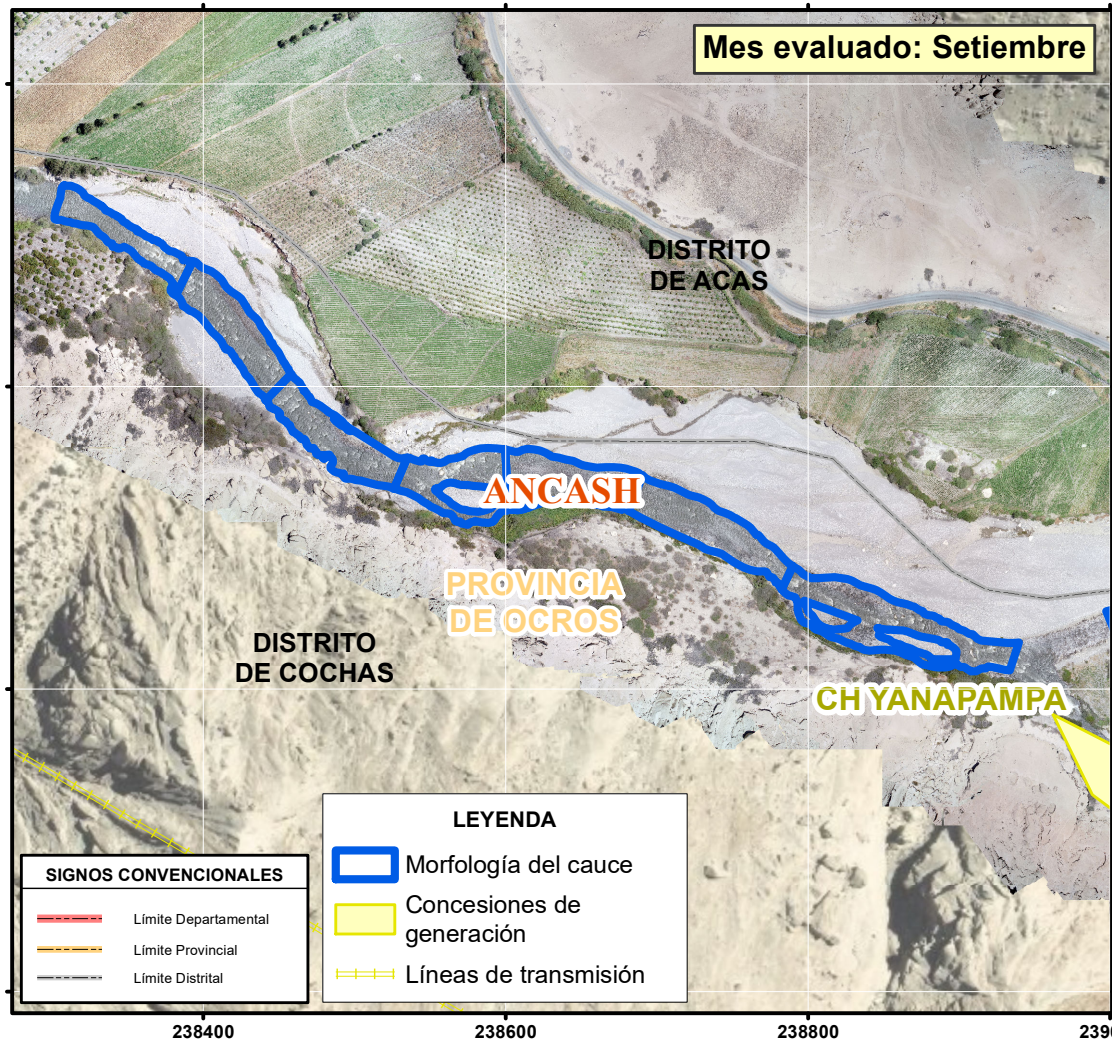 Mes evaluado: Setiembre
DISTRITO
DE ACAS
ANCASH
PROVINCIA
DE OCROS
DISTRITO
DE COCHAS
CH YANAPAMPA
LEYENDA
Morfología del cauce
Concesiones de
generación
Líneas de transmisión
SIGNOS CONVENCIONALES
Límite Departamental
Límite Provincial
Límite Distrital
238400
238600
238800